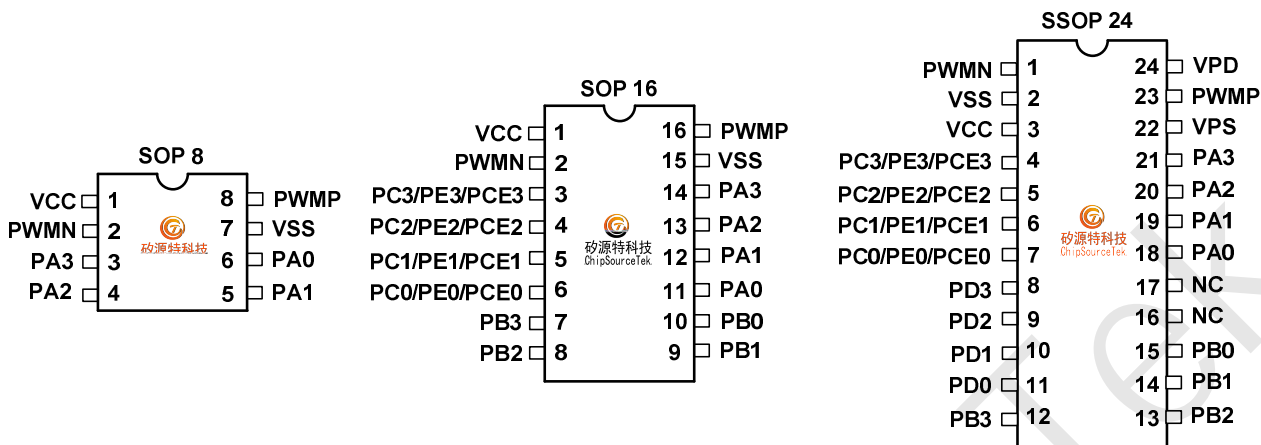 SOP 8
VCC 1 8 PWMP
PWMN 2 7 VSS
PA3 3 6 PA0
PA2 4 5 PA1
矽源特科技
SOP 16
VCC 1 16 PWMP
PWMN 2 15 VSS
PC3/PE3/PCE3 3 14 PA3
PC2/PE2/PCE2 4 13 PA2
PC1/PE1/PCE1 5 12 PA1
PC0/PE0/PCE0 6 11 PA0
PB3 7 10 PB0
PB2 8 9 PB1
矽源特科技
ChipSourceTek
SSOP 24
PWMN 1 24 VPD
VSS 2 23 PWMP
VCC 3 22 VPS
PC3/PE3/PCE3 4 21 PA3
PC2/PE2/PCE2 5 20 PA2
PC1/PE1/PCE1 6 19 PA1
PC0/PE0/PCE0 7 18 PA0
PD3 8 17 NC
PD2 9 16 NC
PD1 10 15 PB0
PD0 11 14 PB1
PB3 12 13 PB2
矽源特科技
ChipSourceTek
Tek